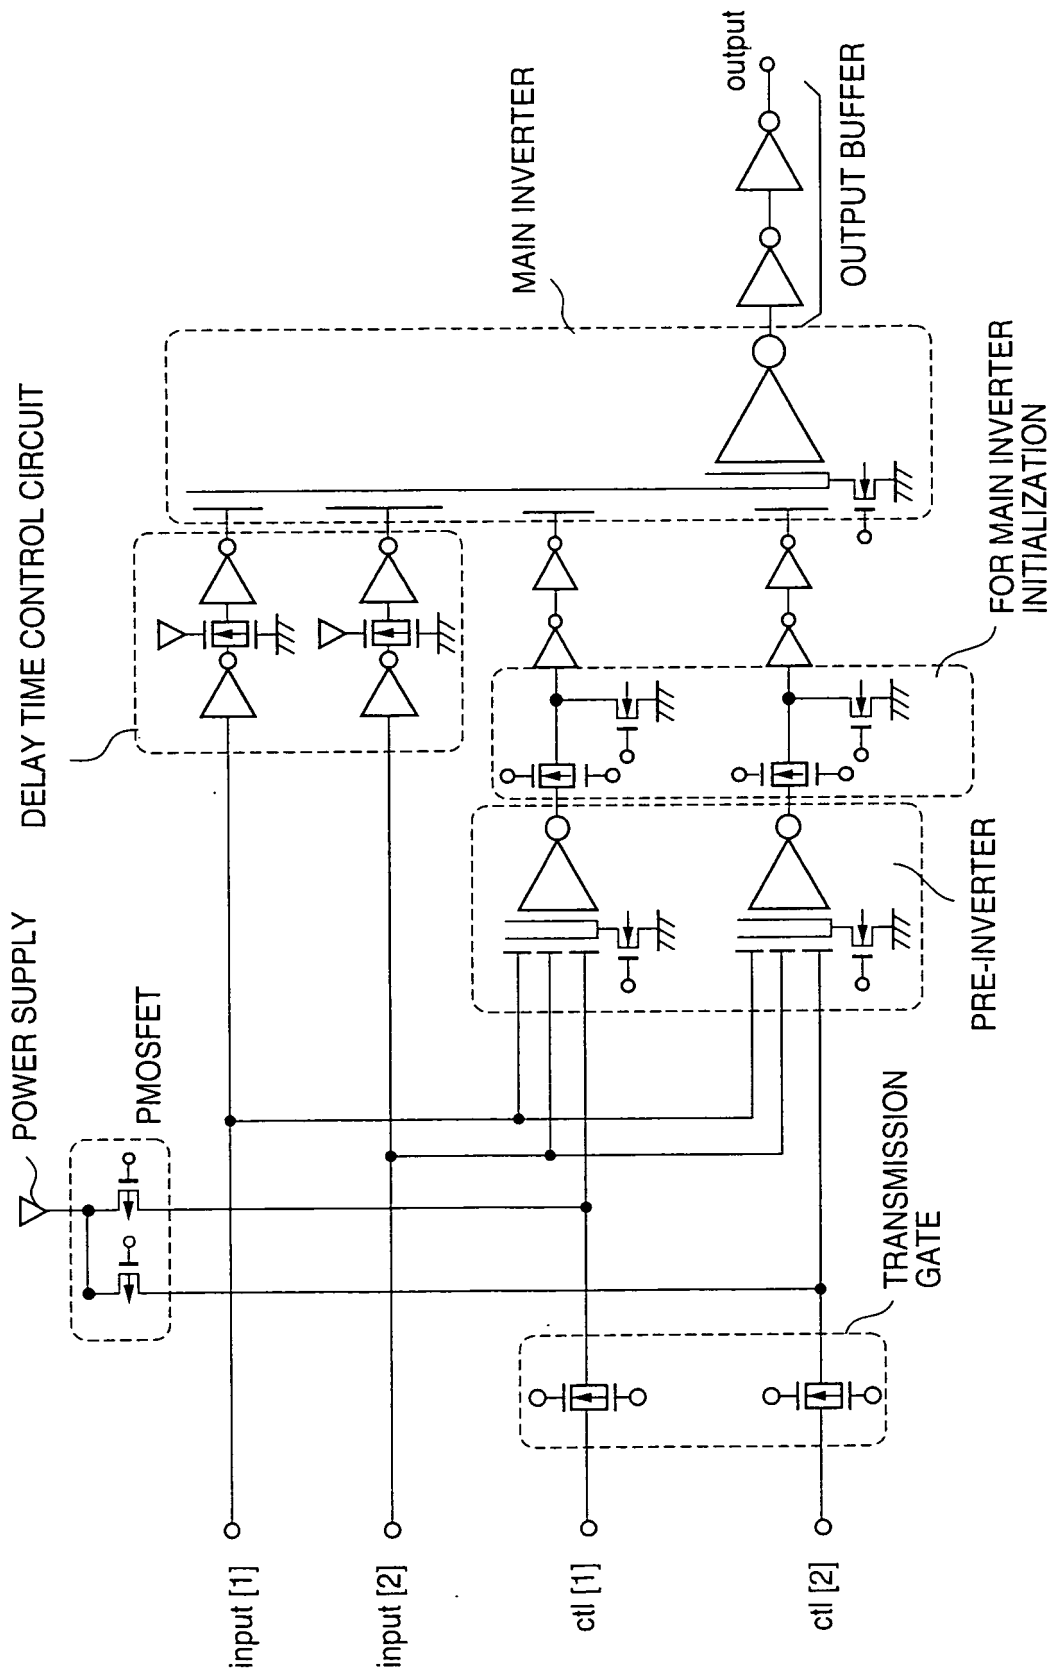 POWER SUPPLY
PMOSFET
DELAY TIME CONTROL CIRCUIT
MAIN INVERTER
output
OUTPUT BUFFER
FOR MAIN INVERTER
INITIALIZATION
PRE-INVERTER
TRANSMISSION
GATE
input [1]
input [2]
ctl [1]
ctl [2]